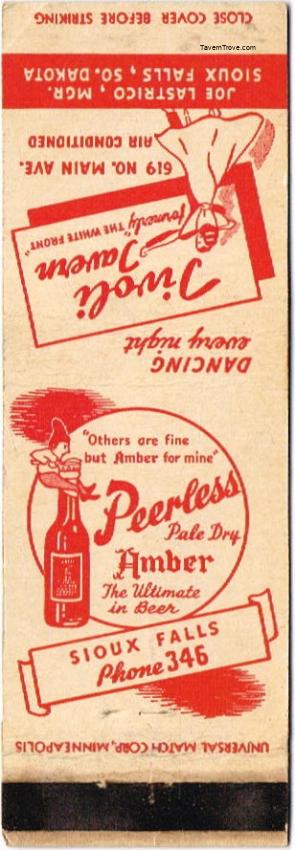 TavernTrove.com
CLOSE COVER BEFORE STRIKING
JOE LASTRICO, MGR.
SIOUX FALLS, SO. DAKOTA
DANCING
every night
Tivoli
Tavern
formerly "THE WHITE FRONT"
619 NO. MAIN AVE.
AIR CONDITIONED
"Others are fine
but Amber for mine"
Peerless
Pale Dry
Amber
The Ultimate
in Beer
SIOUX FALLS
Phone 346
UNIVERSAL MATCH CORP., MINNEAPOLIS